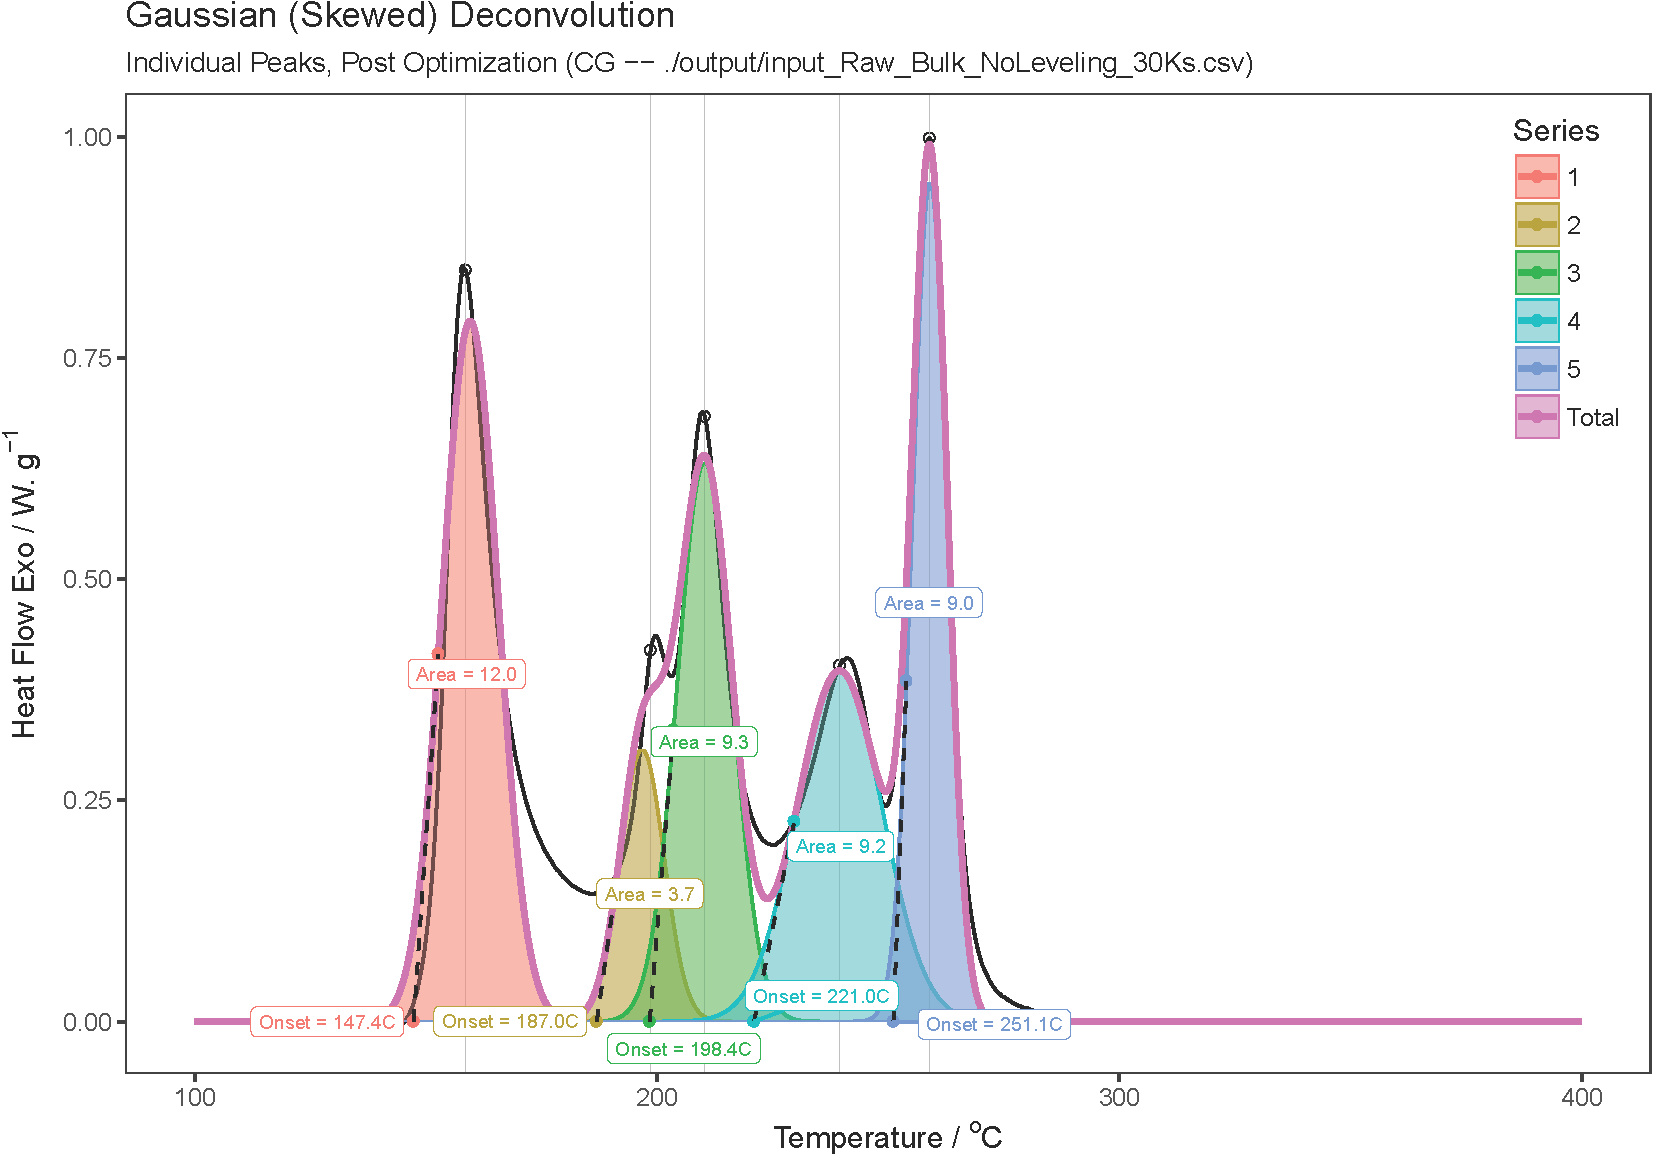 Gaussian (Skewed) Deconvolution
Individual Peaks, Post Optimization (CG −− ./output/input_Raw_Bulk_NoLeveling_30Ks.csv)
Series
1
2
3
4
5
Total
1.00
0.75
0.50
0.25
0.00
Heat Flow Exo / W. g⁻¹
Area = 12.0
Area = 9.0
Area = 9.3
Area = 9.2
Area = 3.7
Onset = 221.0C
Onset = 147.4C
Onset = 187.0C
Onset = 251.1C
Onset = 198.4C
100
200
300
400
Temperature / °C